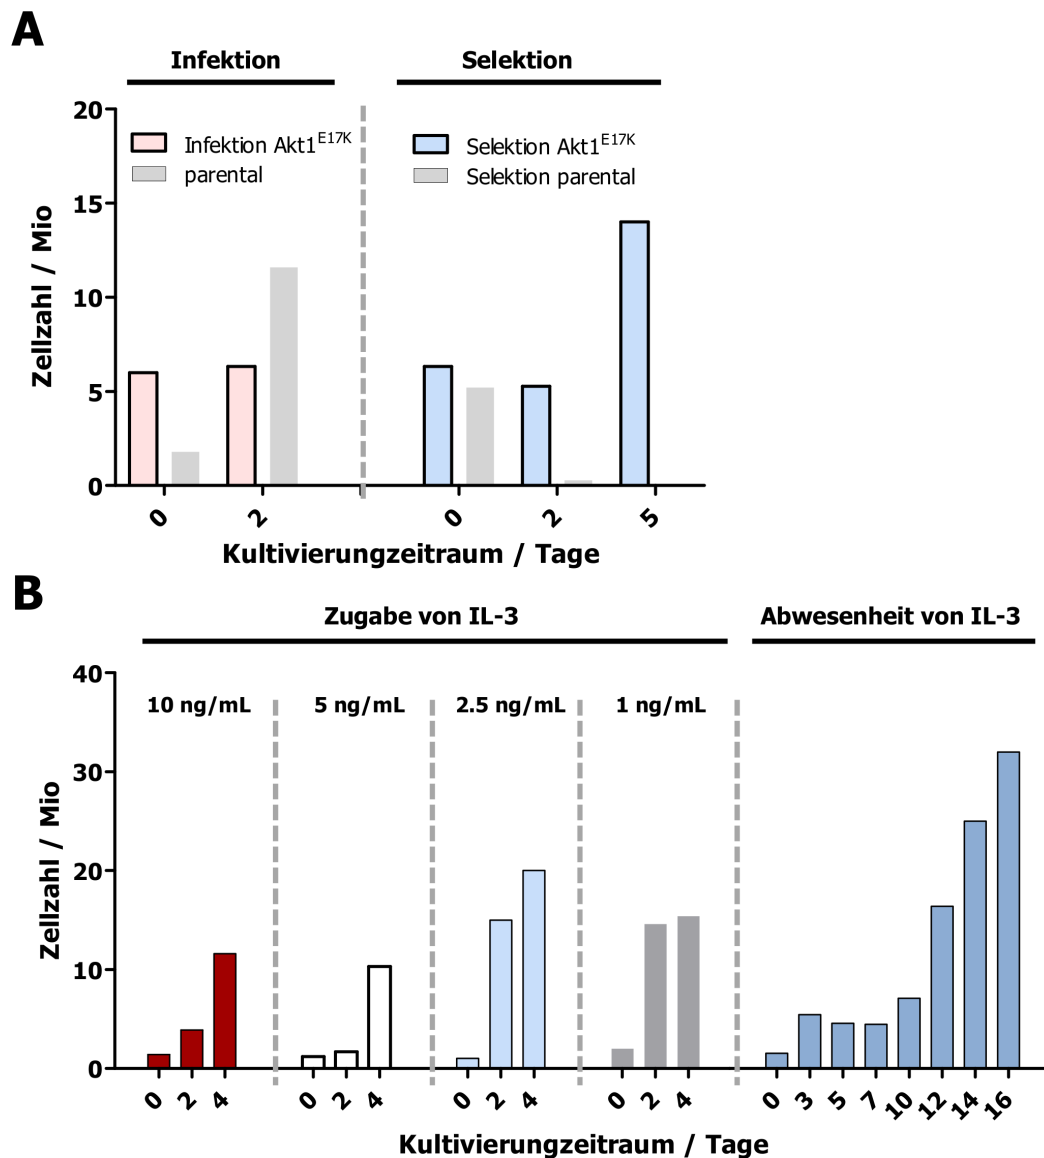 A
Infektion
Selektion
20
15
10
5
0
Zellzahl / Mio
Infektion Akt1E17K
parental
Selektion Akt1E17K
Selektion parental
0
2
0
2
5
Kultivierungzeitraum / Tage
B
Zugabe von IL-3
Abwesenheit von IL-3
40
30
20
10
0
Zellzahl / Mio
10 ng/mL
5 ng/mL
2.5 ng/mL
1 ng/mL
0 2 4
0 2 4
0 2 4
0 2 4
0 3 5 7 10 12 14 16
Kultivierungzeitraum / Tage